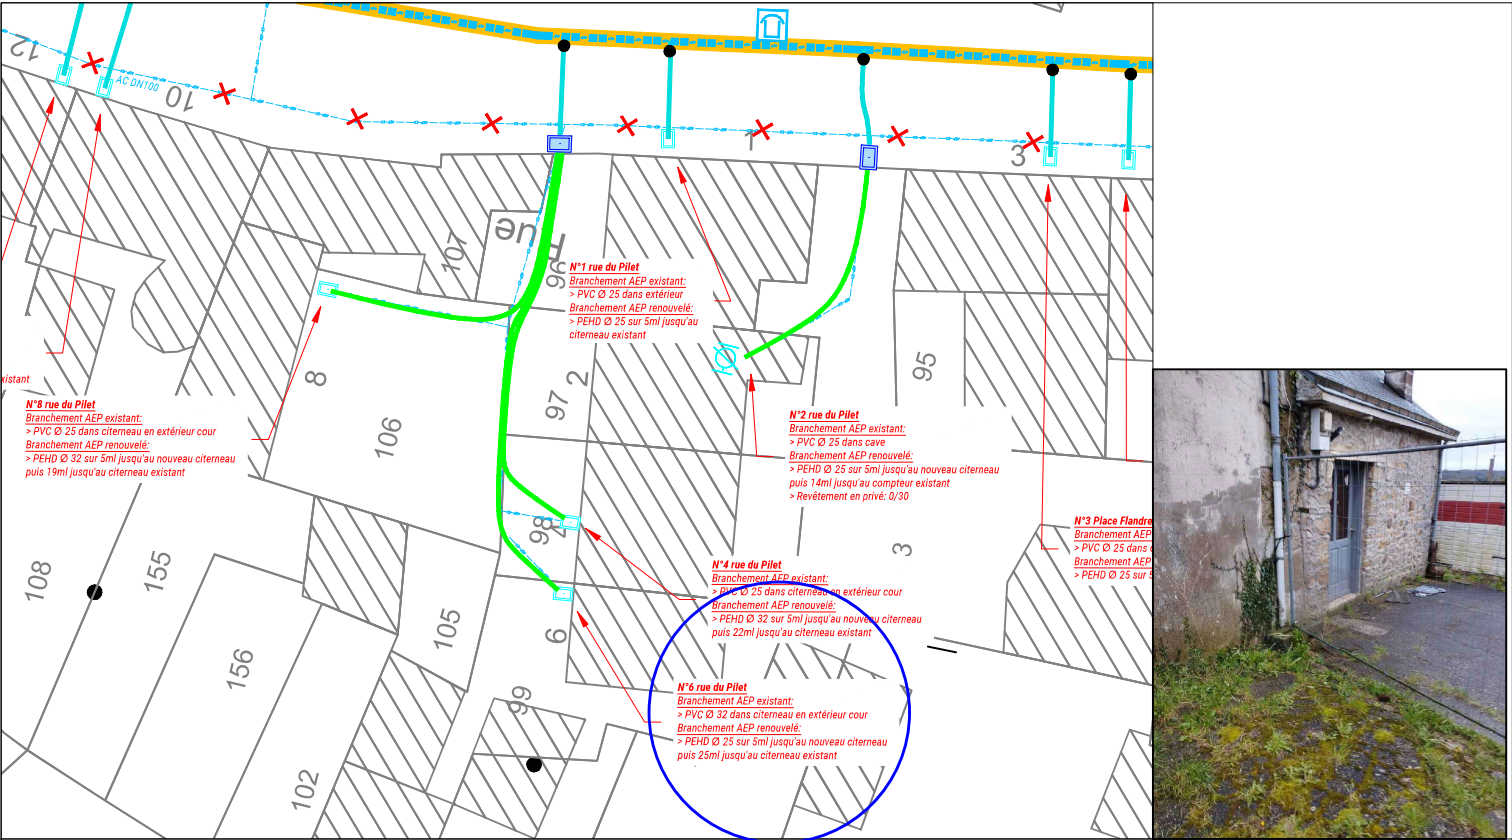 12
AC DN100
10
1
3
107
Rue
96
N°1 rue du Pilet
Branchement AEP existant:
> PVC Ø 25 dans extérieur
Branchement AEP renouvelé:
> PEHD Ø 25 sur 5ml jusqu'au
citerneau existant
xistant
8
106
97
2
95
N°8 rue du Pilet
Branchement AEP existant:
> PVC Ø 25 dans citerneau en extérieur cour
Branchement AEP renouvelé:
> PEHD Ø 32 sur 5ml jusqu'au nouveau citerneau
puis 19ml jusqu'au citerneau existant
N°2 rue du Pilet
Branchement AEP existant:
> PVC Ø 25 dans cave
Branchement AEP renouvelé:
> PEHD Ø 25 sur 5ml jusqu'au nouveau citerneau
puis 14ml jusqu'au compteur existant
> Revêtement en privé: 0/30
98
4
3
N°3 Place Flandre
Branchement AEP
> PVC Ø 25 dans
Branchement AEP
> PEHD Ø 25 sur 5
108
155
N°4 rue du Pilet
Branchement AEP existant:
> PVC Ø 25 dans citerneau en extérieur cour
Branchement AEP renouvelé:
> PEHD Ø 32 sur 5ml jusqu'au nouveau citerneau
puis 22ml jusqu'au citerneau existant
105
6
156
99
N°6 rue du Pilet
Branchement AEP existant:
> PVC Ø 32 dans citerneau en extérieur cour
Branchement AEP renouvelé:
> PEHD Ø 25 sur 5ml jusqu'au nouveau citerneau
puis 25ml jusqu'au citerneau existant
102